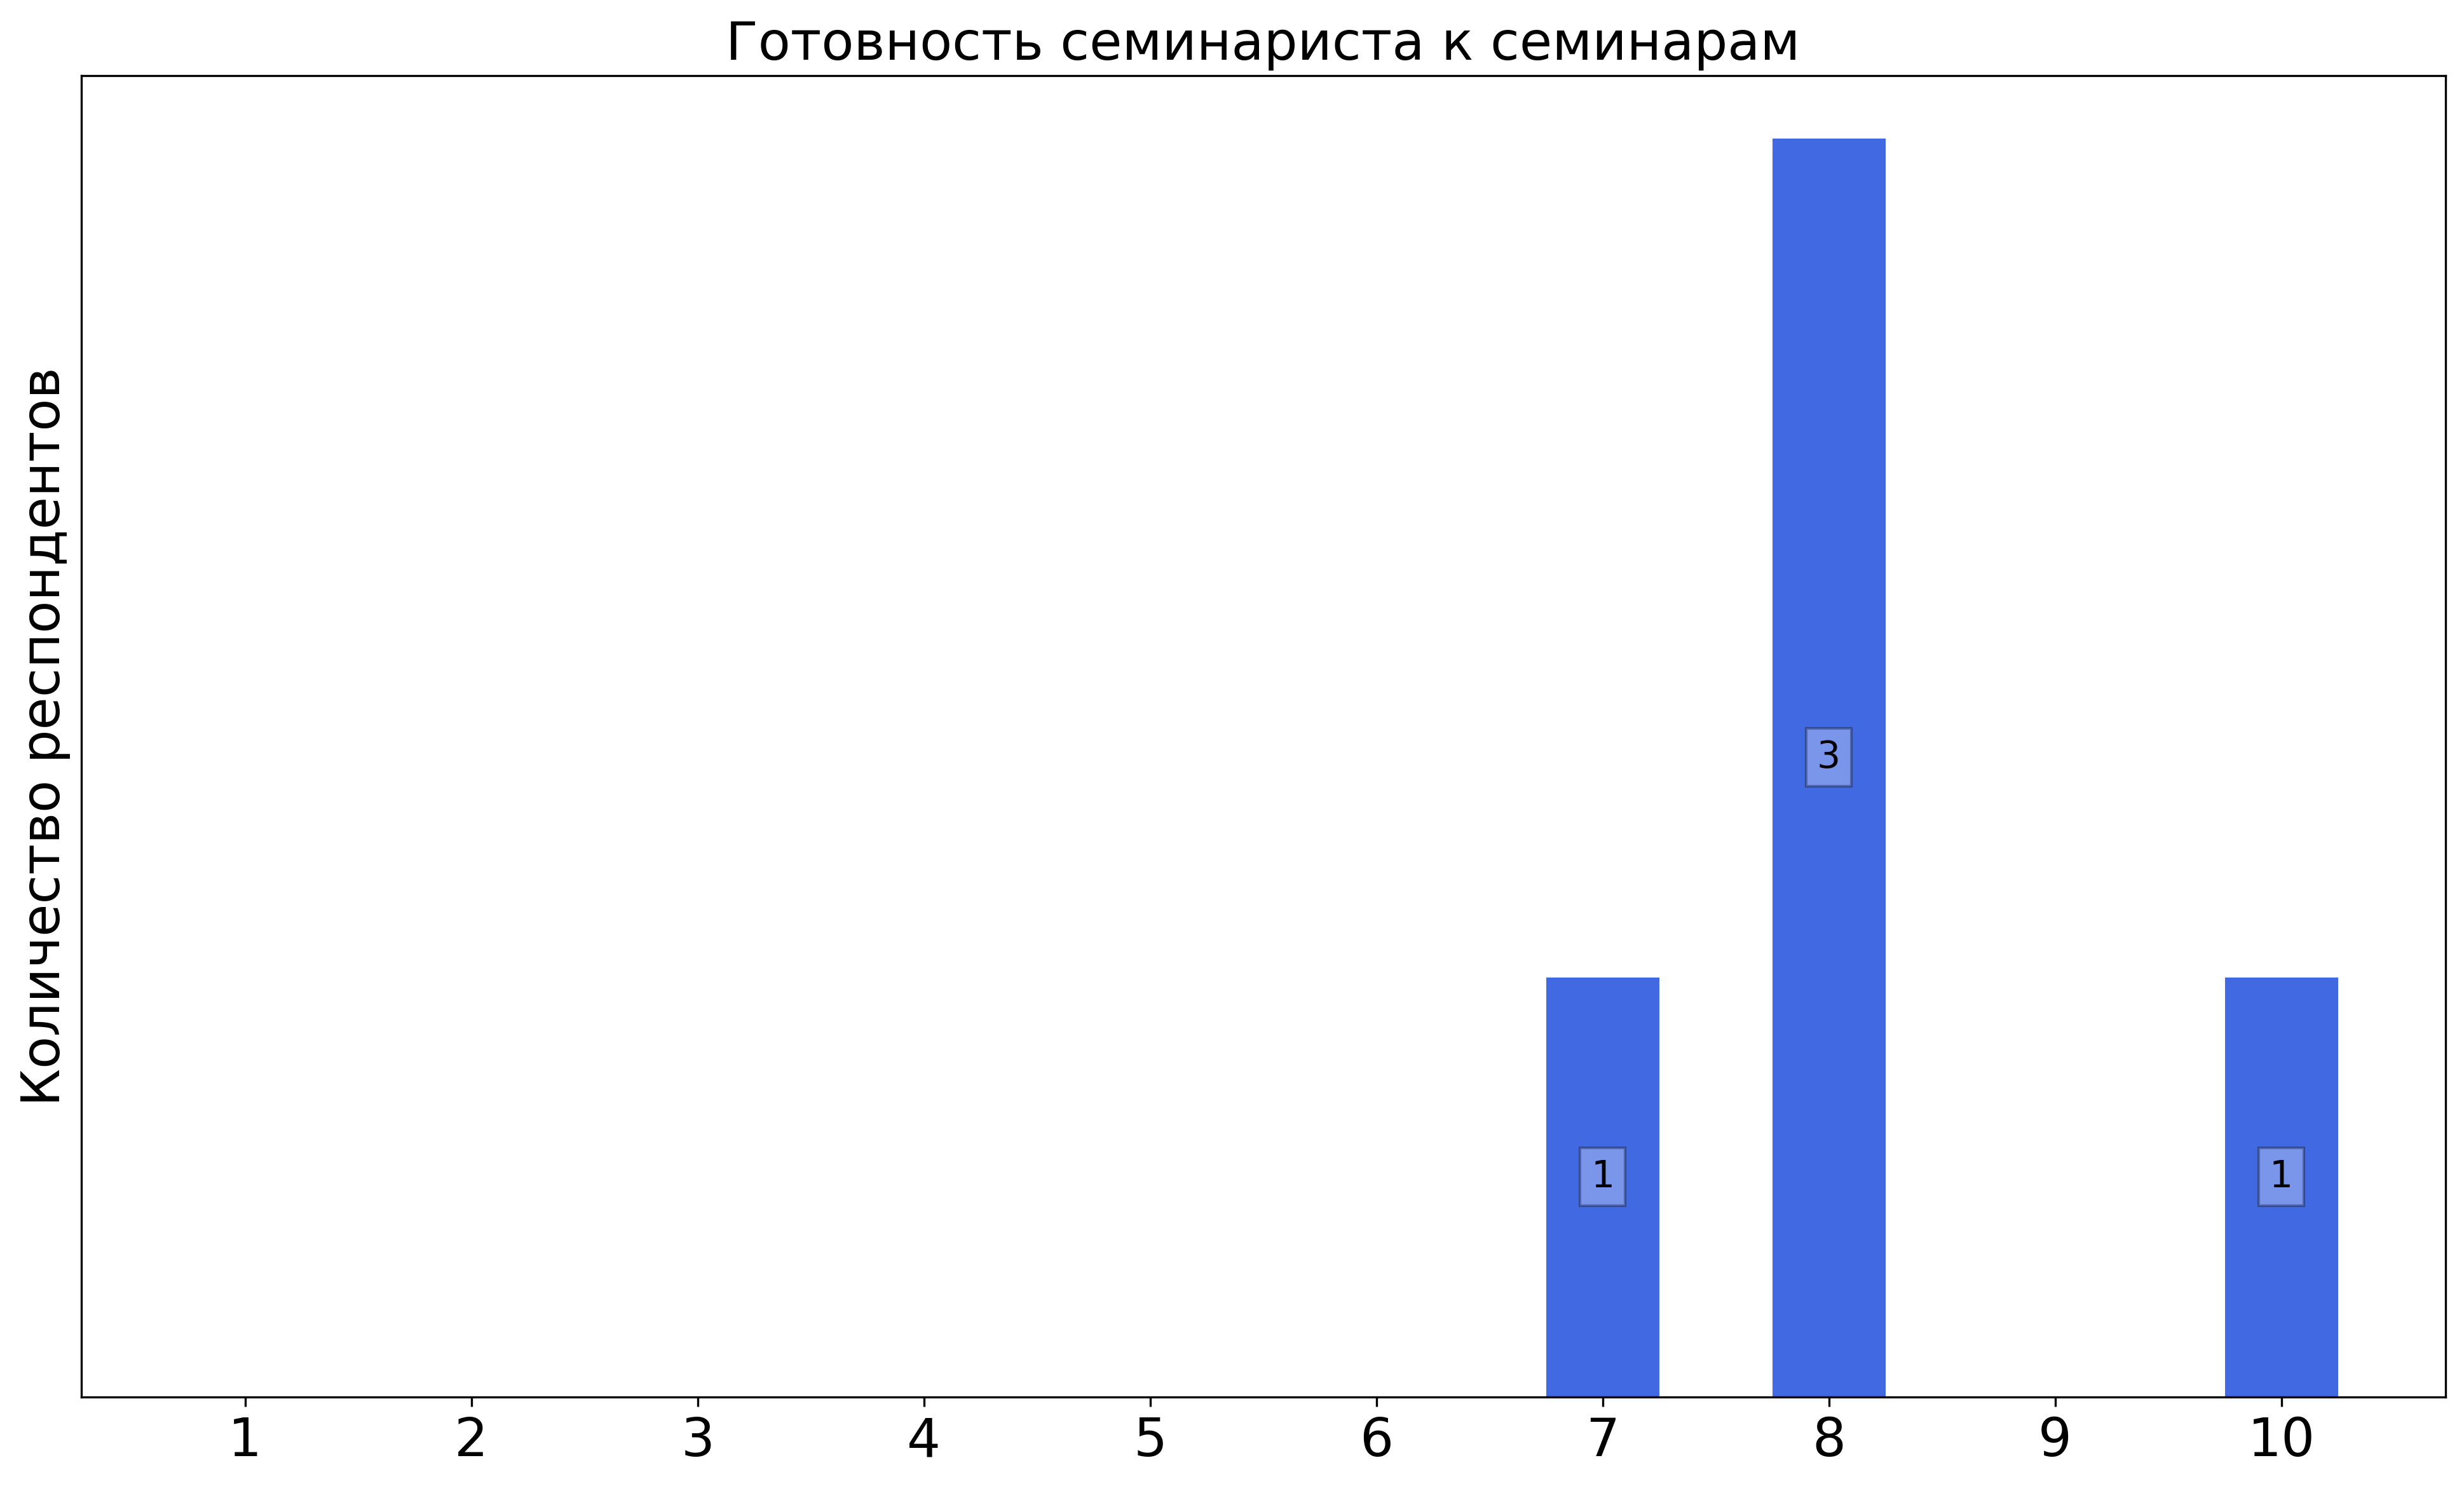 Готовность семинариста к семинарам
Количество респондентов
3
1
1
1 2 3 4 5 6 7 8 9 10